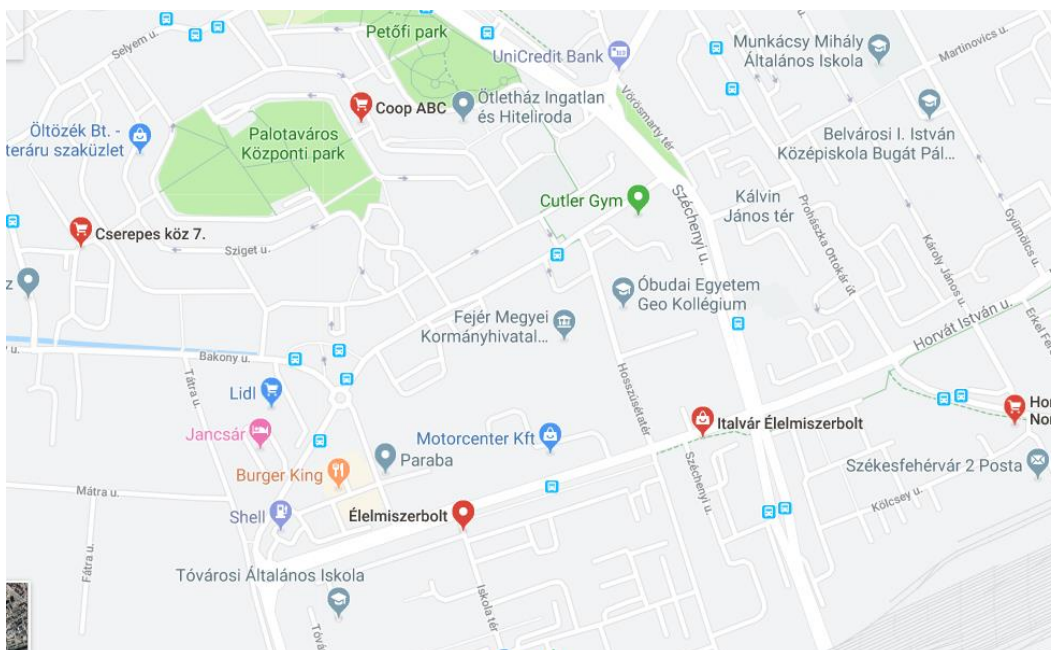 Petőfi park
Selyem u.
UniCredit Bank
Munkácsy Mihály
Általános Iskola
Martinovics u.
Coop ABC
Ötletház Ingatlan
és Hiteliroda
Vörösmarty tér
Öltözék Bt. -
teráru szaküzlet
Palotaváros
Központi park
Belvárosi I. István
Középiskola Bugát Pál...
Cutler Gym
Széchenyi u.
Kálvin
János tér
Prohászka Ottokár út
Károly János u.
Gyümölcs u.
Cserepes köz 7.
Sziget u.
z
Óbudai Egyetem
Geo Kollégium
Fejér Megyei
Kormányhivatal...
Horvát István u.
Erkel Fe
y u.
Bakony u.
Tátra u.
Hosszúsétatér
Lidl
Jancsár
Motorcenter Kft
Italvár Élelmiszerbolt
Hor
Nor
Burger King
Paraba
Széchenyi u.
Székesfehérvár 2 Posta
Mátra u.
Kölcsey u.
Shell
Élelmiszerbolt
Fátra u.
Tóvárosi Általános Iskola
Iskola tér
Tóvá